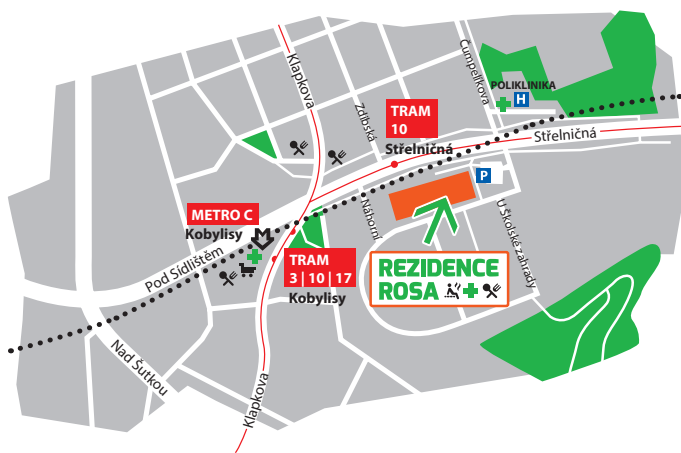 Klapkova
Čumpelíkova
POLIKLINIKA
H
Zdibská
TRAM
10
Střelničná
Střelničná
P
METRO C
Kobylisy
M
Náhorní
U Školské zahrady
Pod Sídlištěm
TRAM
3 | 10 | 17
Kobylisy
REZIDENCE
ROSA
Nad Šutkou
Klapkova